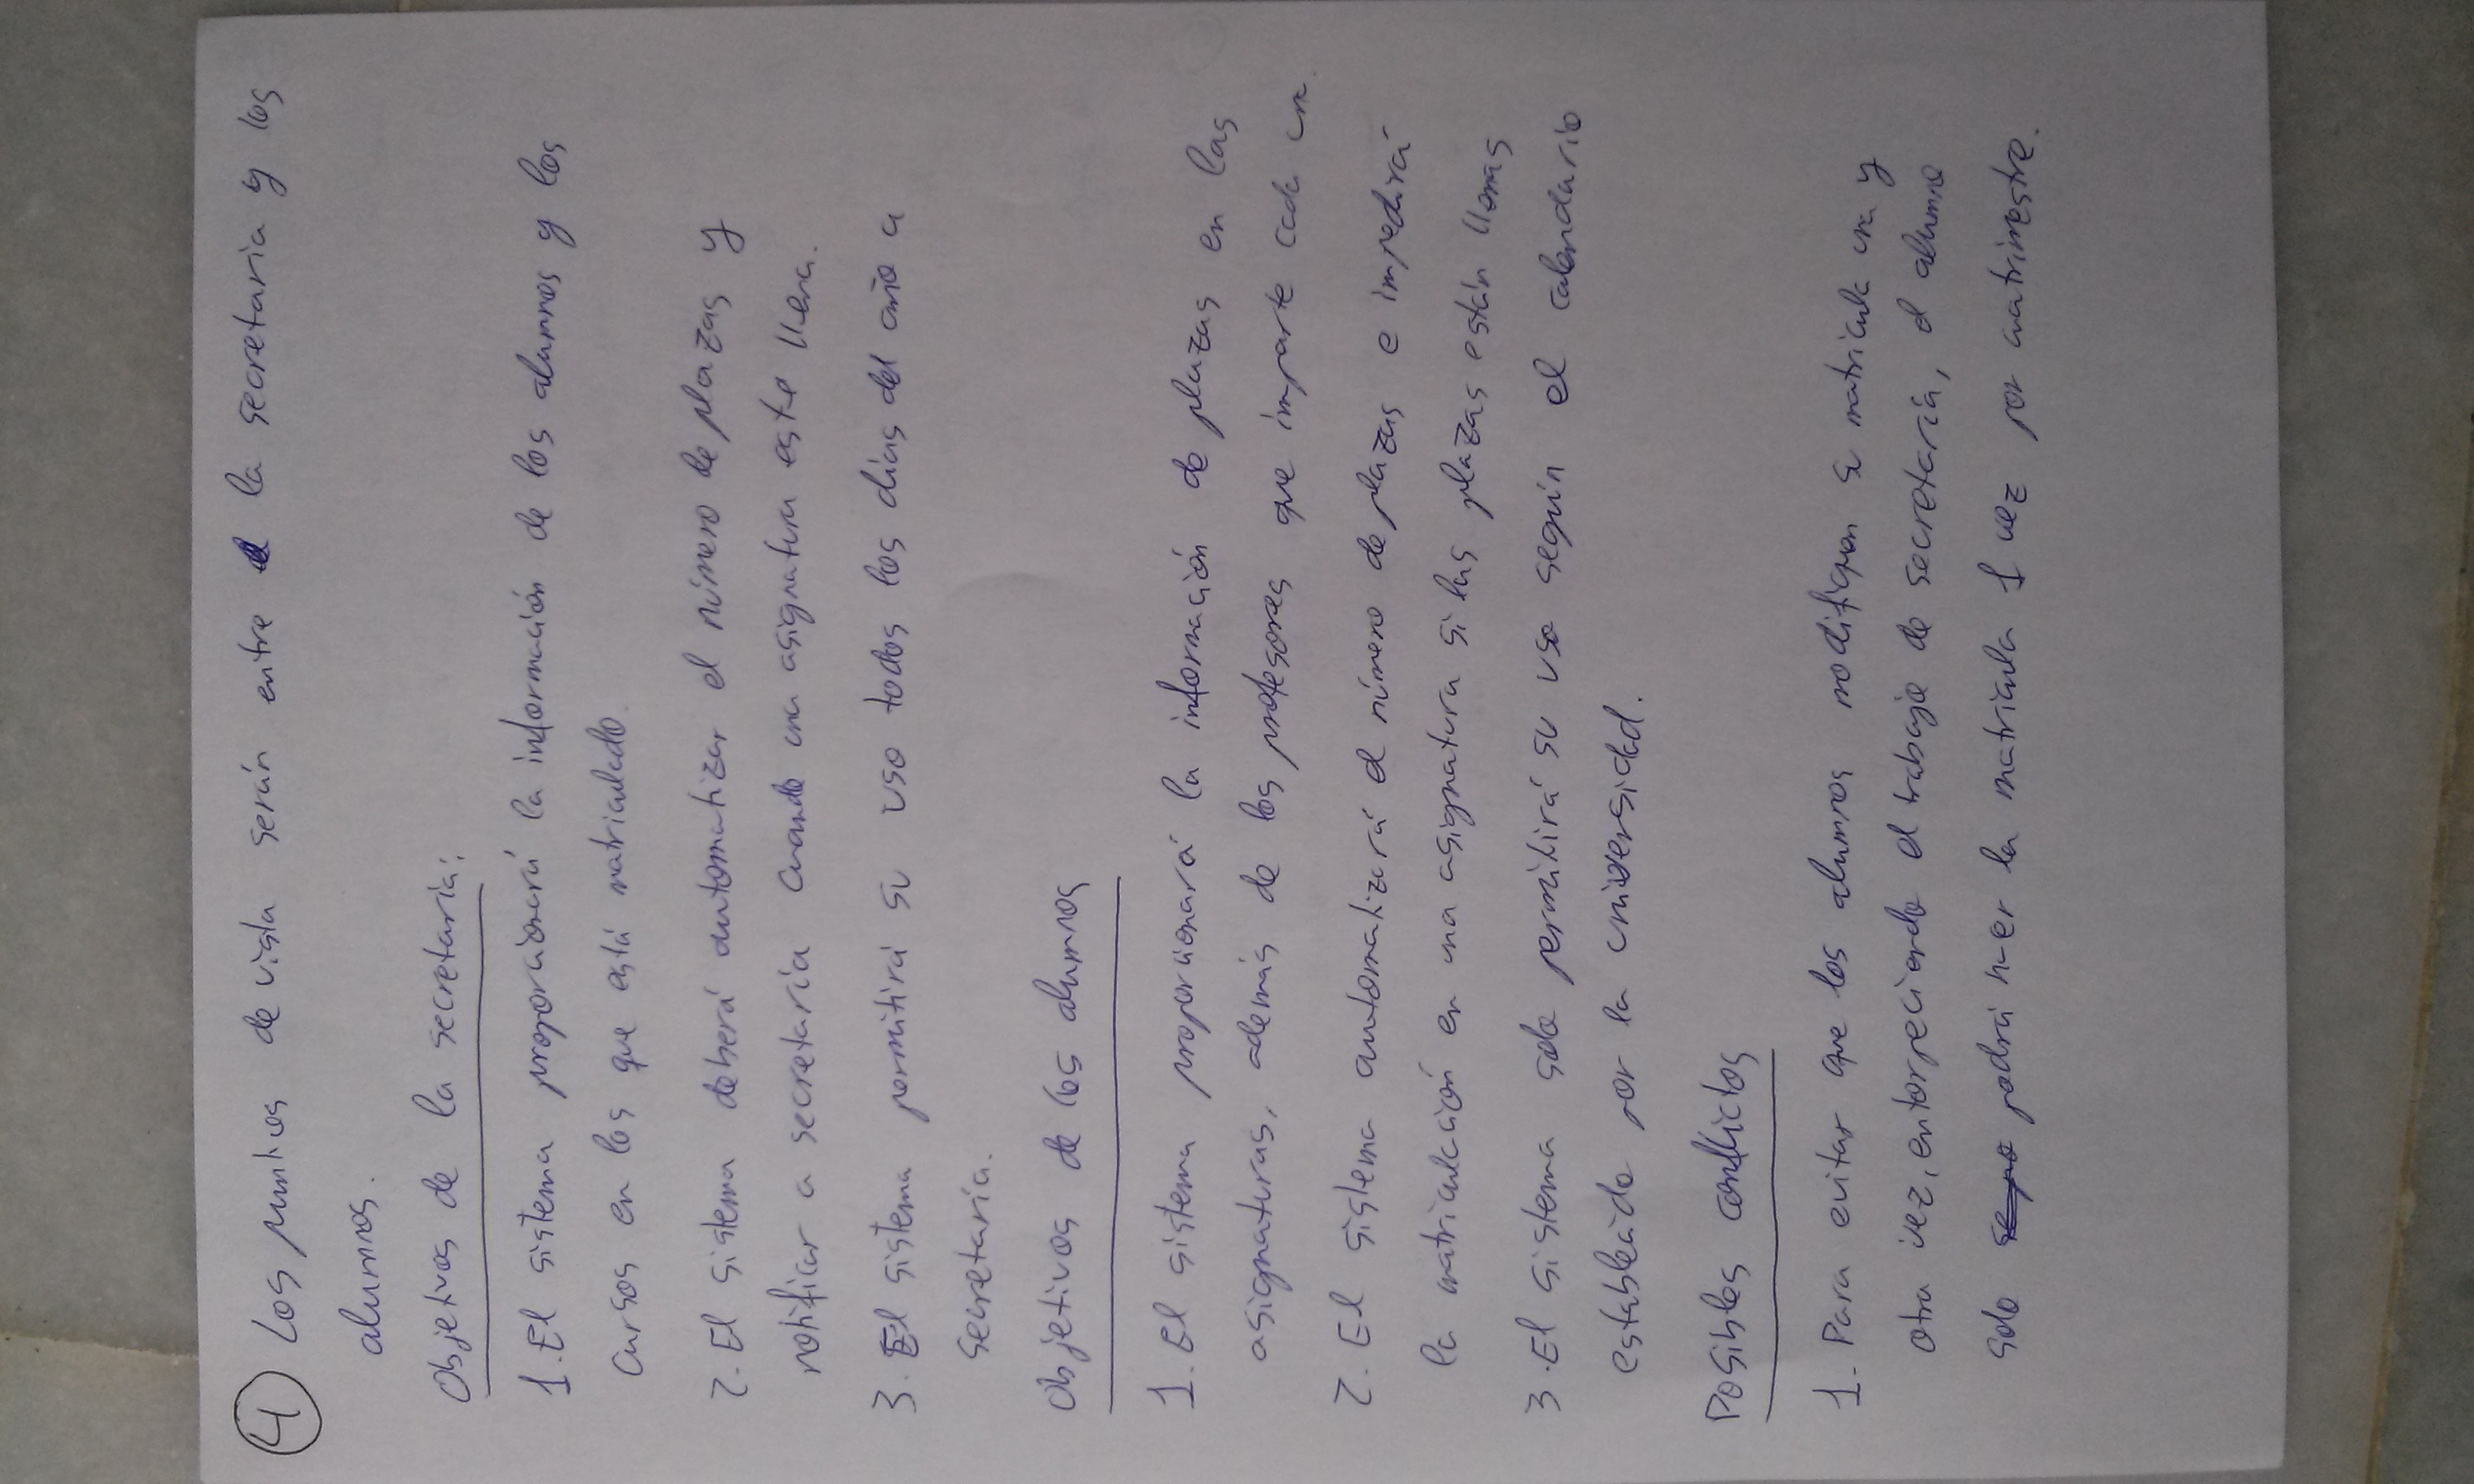 4 Los puntos de vista serán entre la secretaria y los
alumnos.
Objetivos de la secretaria:
1. El sistema proporcionará la información de los alumnos y los
cursos en los que está matriculado.
2. El sistema deberá automatizar el número de plazas y
notificar a secretaría cuando una asignatura este llena.
3. El sistema permitirá su uso todos los días del año a
secretaría.
Objetivos de los alumnos
1. El sistema proporcionará la información de plazas en las
asignaturas, además de los profesores que imparte cada una.
2. El sistema automatizará el número de plazas e impedirá
la matriculación en una asignatura si las plazas están llenas
3. El sistema solo permitirá su uso según el calendario
establecido por la universidad.
Posibles conflictos
1. Para evitar que los alumnos modifiquen su matricula una y
otra vez, entorpeciendo el trabajo de secretaría, el alumno
solo podrá la matricula 1 vez por cuatrimestre.